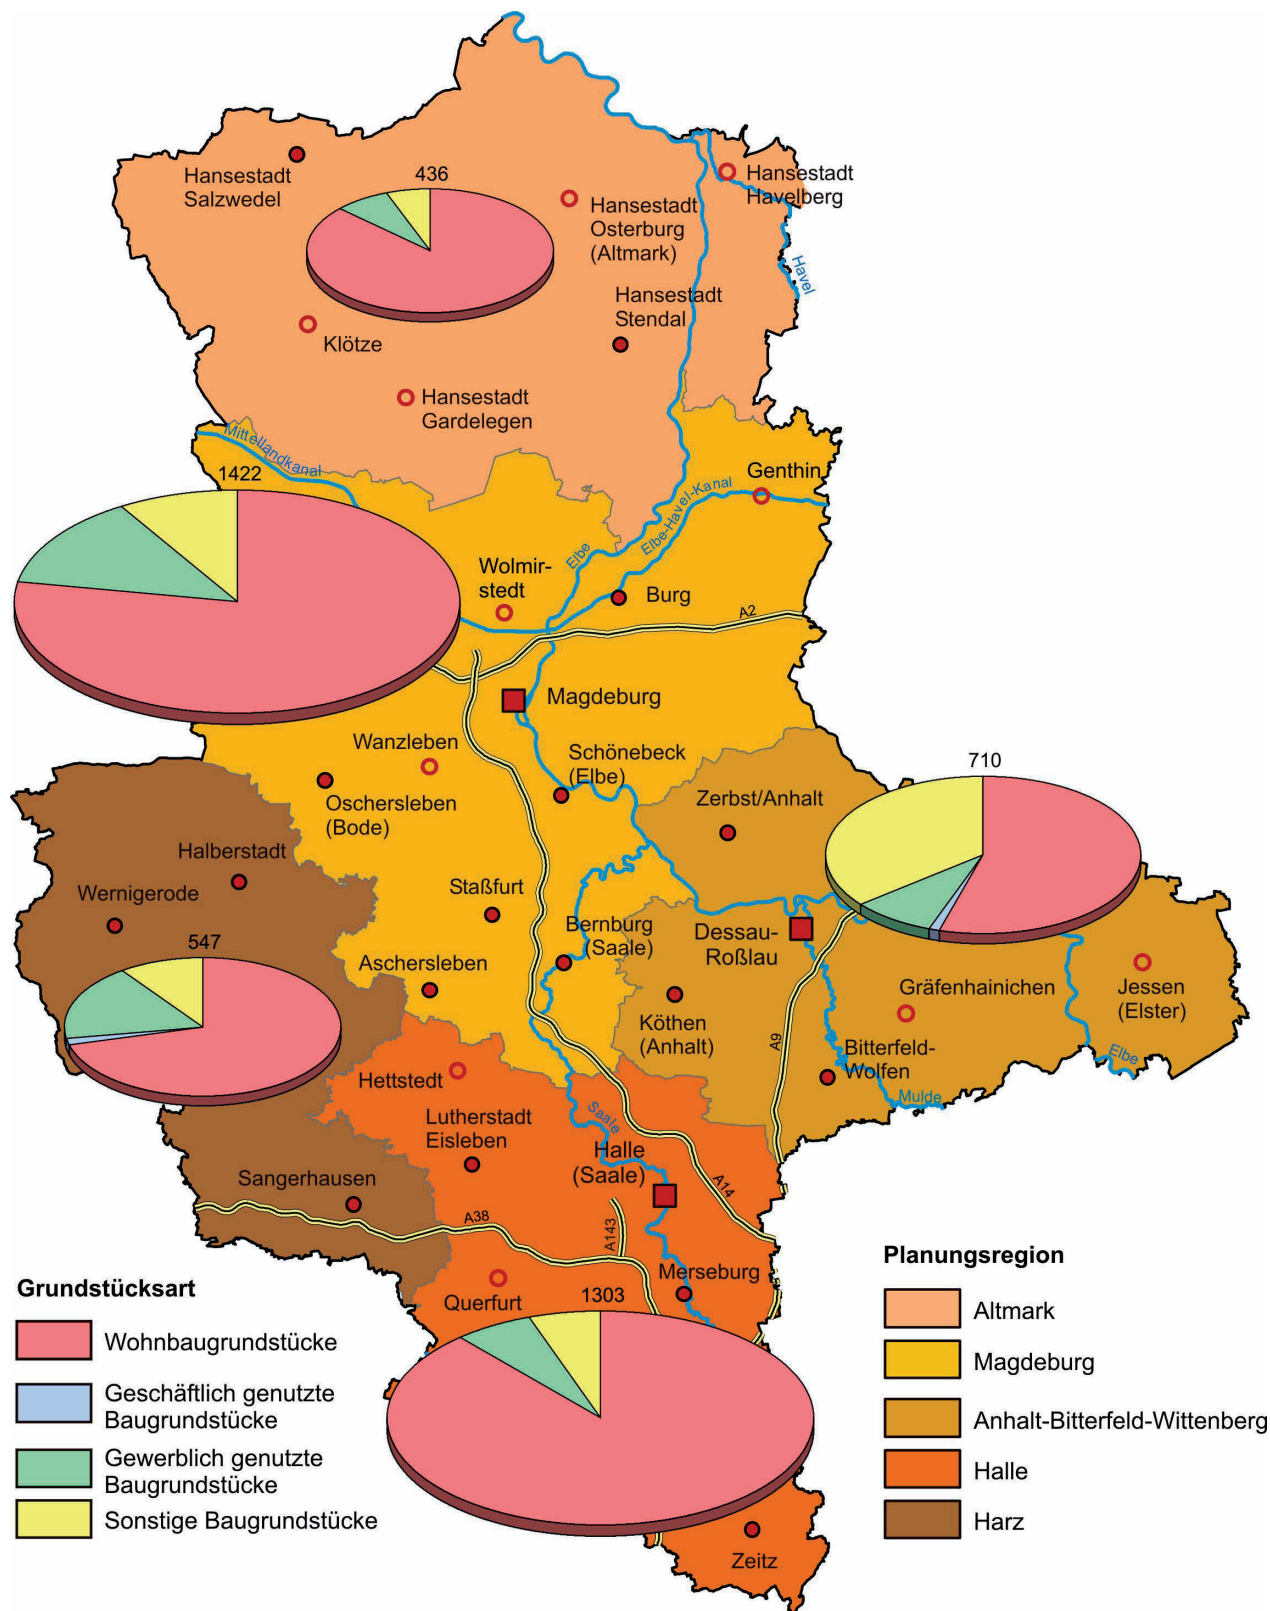 Hansestadt
Salzwedel
436
Hansestadt
Osterburg
(Altmark)
Hansestadt
Havelberg
Havel
Hansestadt
Stendal
Klötze
Hansestadt
Gardelegen
Mittellandkanal
1422
Genthin
Elbe-Havel-Kanal
Elbe
Wolmir-
stedt
Burg
A2
Magdeburg
Wanzleben
Schönebeck
(Elbe)
Oschersleben
(Bode)
710
Zerbst/Anhalt
Halberstadt
Wernigerode
Staßfurt
Bernburg
(Saale)
Dessau-
Roßlau
547
Aschersleben
Gräfenhainichen
Jessen
(Elster)
Köthen
(Anhalt)
A9
Bitterfeld-
Wolfen
Elbe
Mulde
Hettstedt
Saale
Lutherstadt
Eisleben
Halle
(Saale)
Sangerhausen
A14
A38
A143
Merseburg
Querfurt
1303
Zeitz
Grundstücksart
Wohnbaugrundstücke
Geschäftlich genutzte
Baugrundstücke
Gewerblich genutzte
Baugrundstücke
Sonstige Baugrundstücke
Planungsregion
Altmark
Magdeburg
Anhalt-Bitterfeld-Wittenberg
Halle
Harz